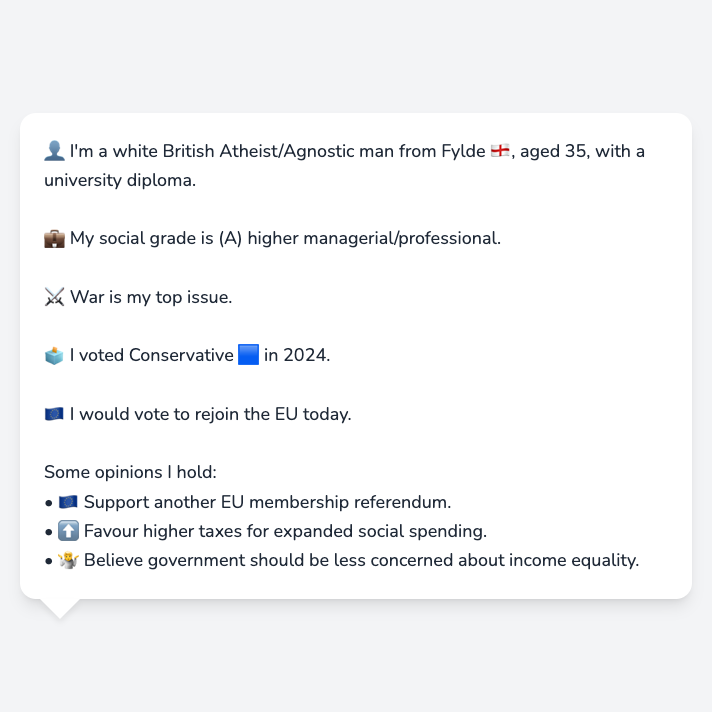 👤 I'm a white British Atheist/Agnostic man from Fylde 🏴󠁧󠁢󠁥󠁮󠁧󠁿, aged 35, with a
university diploma.
💼 My social grade is (A) higher managerial/professional.
⚔️ War is my top issue.
🗳️ I voted Conservative 🟦 in 2024.
🇪🇺 I would vote to rejoin the EU today.
Some opinions I hold:
• 🇪🇺 Support another EU membership referendum.
• ⬆️ Favour higher taxes for expanded social spending.
• 🤷‍♂️ Believe government should be less concerned about income equality.